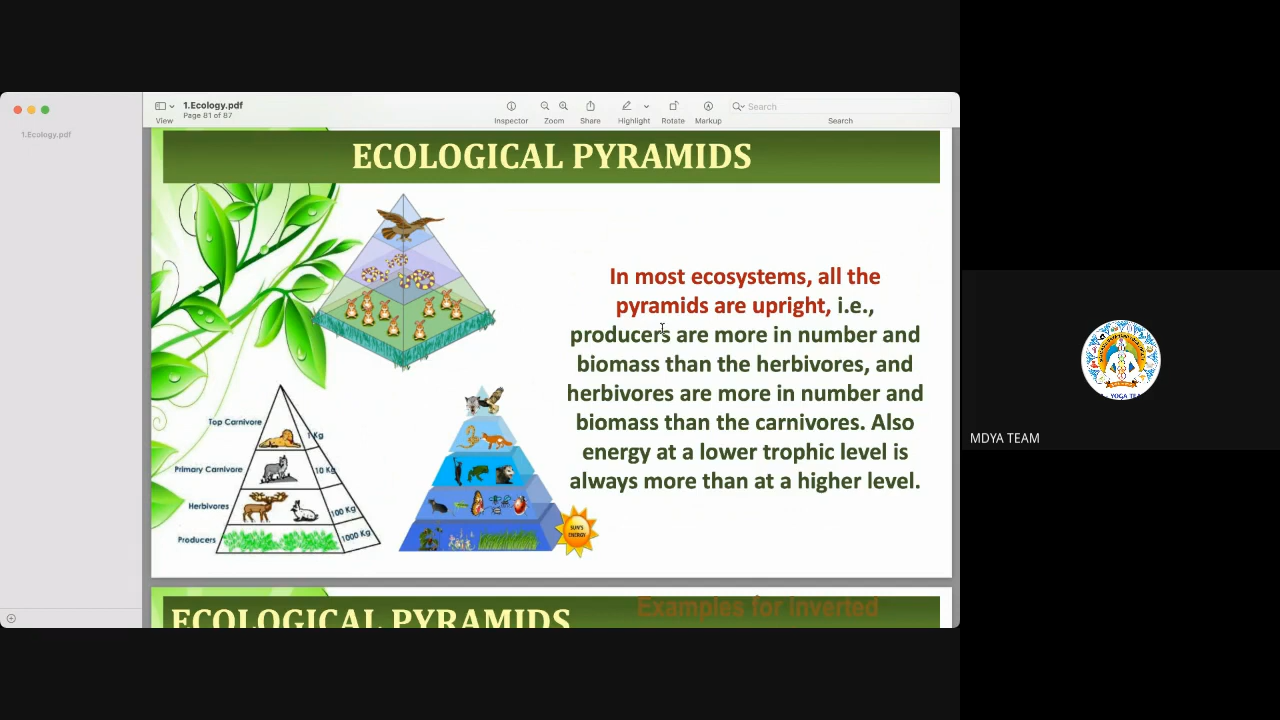 1.Ecology.pdf
Page 81 of 87
View
Inspector
Zoom
Share
Highlight
Rotate
Markup
Search
Search
1.Ecology.pdf
ECOLOGICAL PYRAMIDS
In most ecosystems, all the
pyramids are upright, i.e.,
producers are more in number and
biomass than the herbivores, and
herbivores are more in number and
biomass than the carnivores. Also
energy at a lower trophic level is
always more than at a higher level.
Top Carnivore
1 Kg
Primary Carnivore
10 Kg
Herbivores
100 Kg
Producers
1000 Kg
SUN'S
ENERGY
ECOLOGICAL PYRAMIDS
Examples for inverted
MDYA TEAM